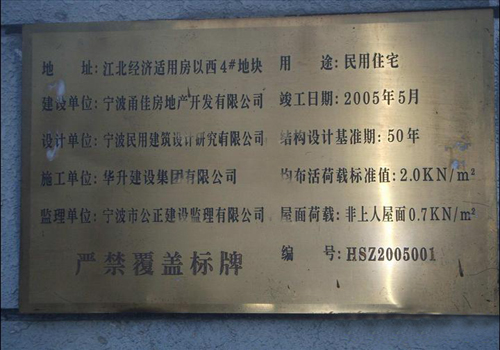 地　　址: 江北经济适用房以西4#地块　用　　途: 民用住宅
建设单位: 宁波甬佳房地产开发有限公司　竣工日期: 2005年5月
设计单位: 宁波民用建筑设计研究有限公司　结构设计基准期: 50年
施工单位: 华升建设集团有限公司　均布活荷载标准值: 2.0KN/m²
监理单位: 宁波市公正建设监理有限公司　屋面荷载: 非上人屋面0.7KN/m²
严禁覆盖标牌　编　　号: HSZ2005001